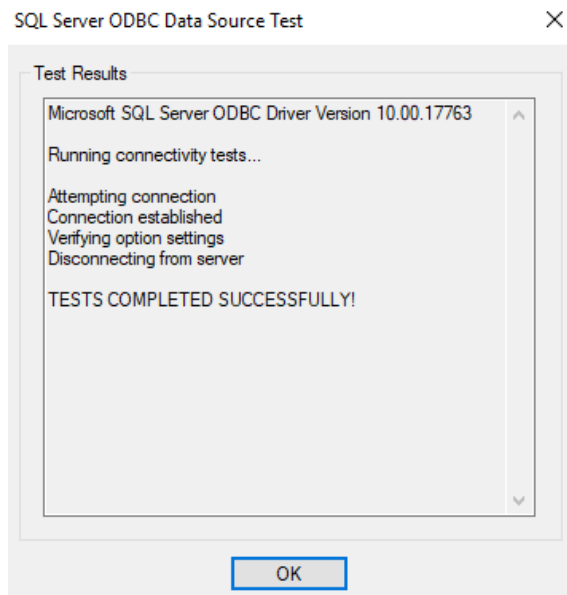 SQL Server ODBC Data Source Test
Test Results
Microsoft SQL Server ODBC Driver Version 10.00.17763
Running connectivity tests...
Attempting connection
Connection established
Verifying option settings
Disconnecting from server
TESTS COMPLETED SUCCESSFULLY!
OK